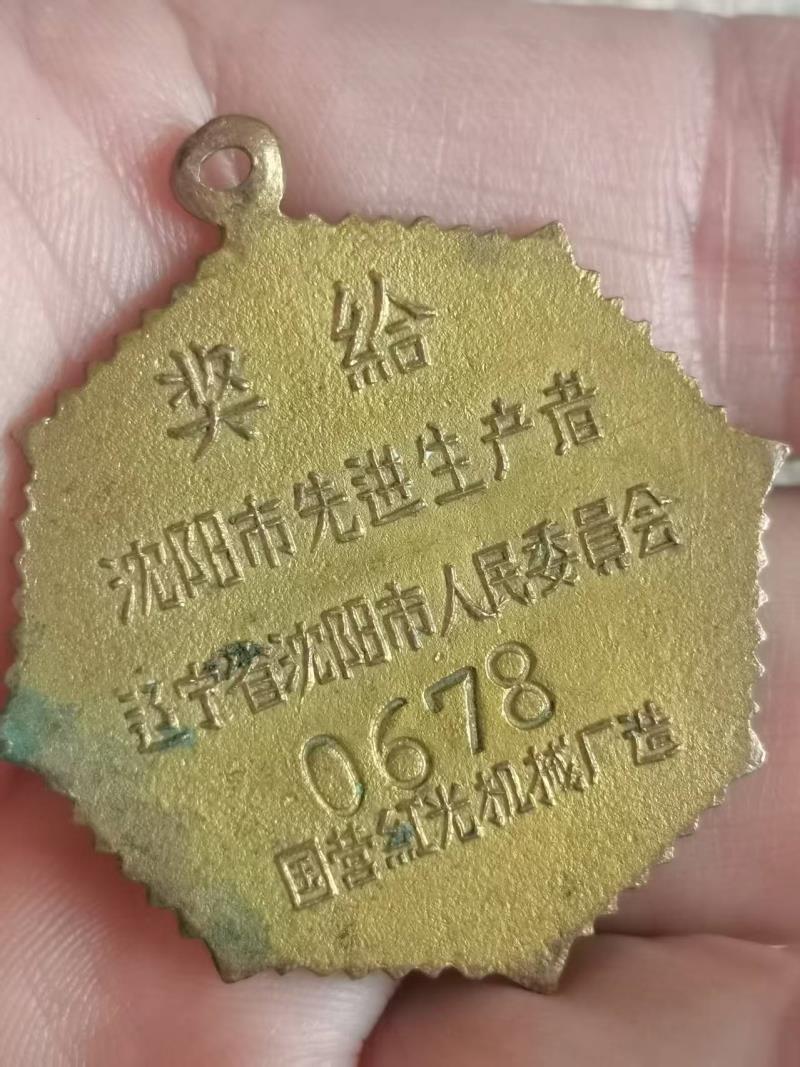 奖給
沈阳市先進生产者
辽宁省沈阳市人民委員会
0678
国营紅光机械厂造